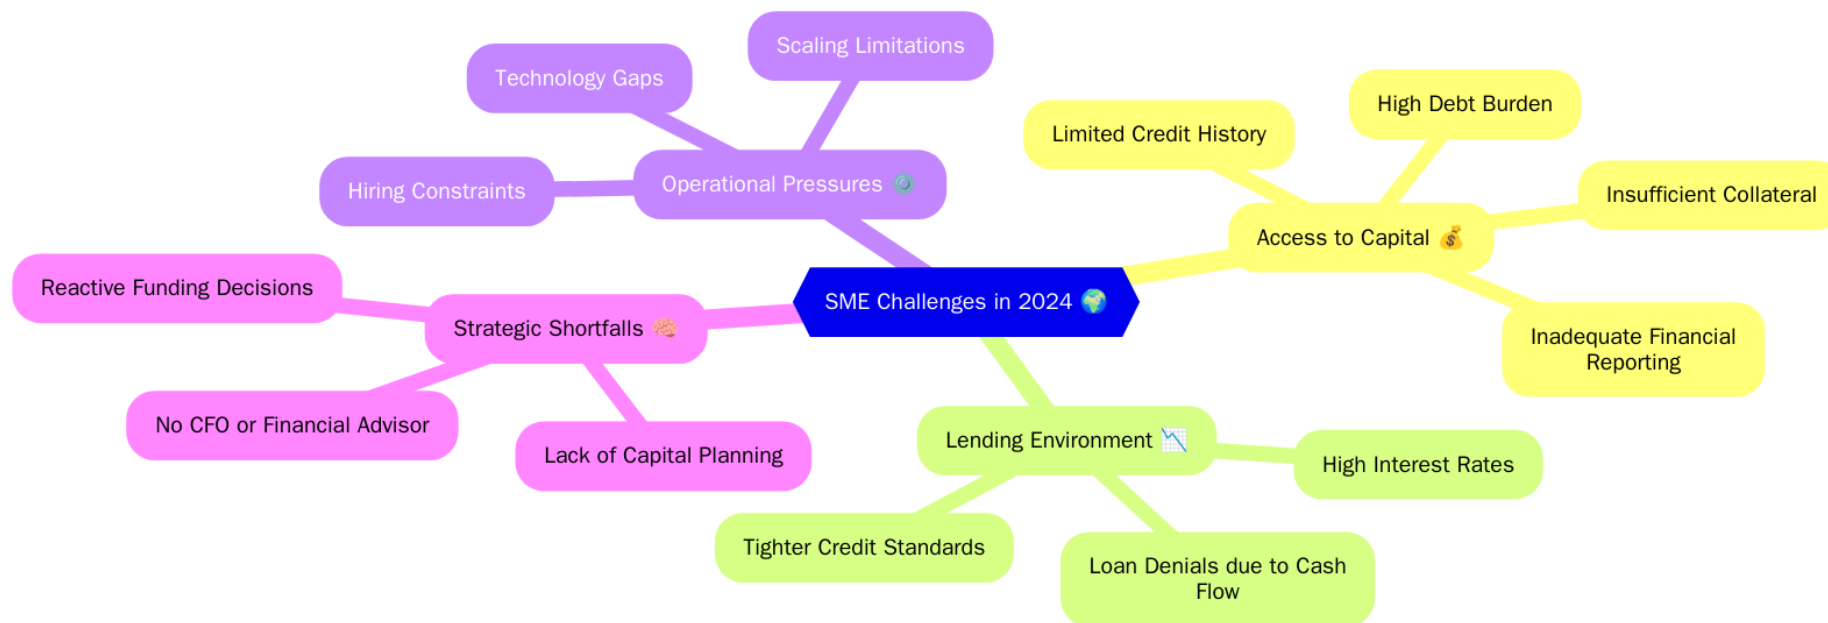 Scaling Limitations
Technology Gaps
High Debt Burden
Limited Credit History
Operational Pressures ⚙️
Hiring Constraints
Insufficient Collateral
Access to Capital 💰
Reactive Funding Decisions
SME Challenges in 2024 🌍
Strategic Shortfalls 🧠
Inadequate Financial
Reporting
No CFO or Financial Advisor
Lending Environment 📉
Lack of Capital Planning
High Interest Rates
Tighter Credit Standards
Loan Denials due to Cash
Flow